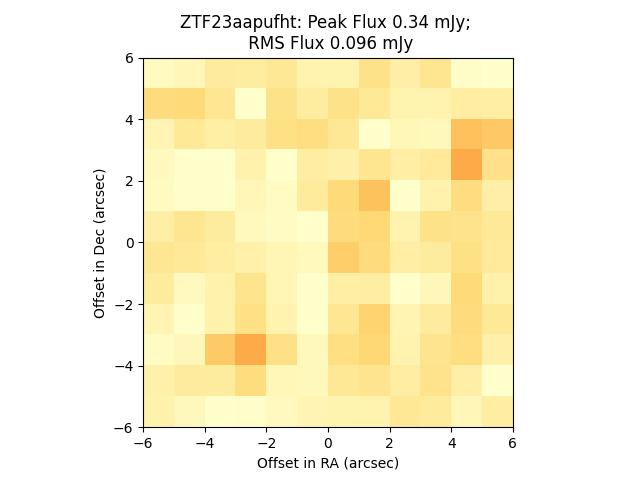 ZTF23aapufht: Peak Flux 0.34 mJy;
RMS Flux 0.096 mJy
6
4
2
0
−2
−4
−6
Offset in Dec (arcsec)
−6 −4 −2 0 2 4 6
Offset in RA (arcsec)